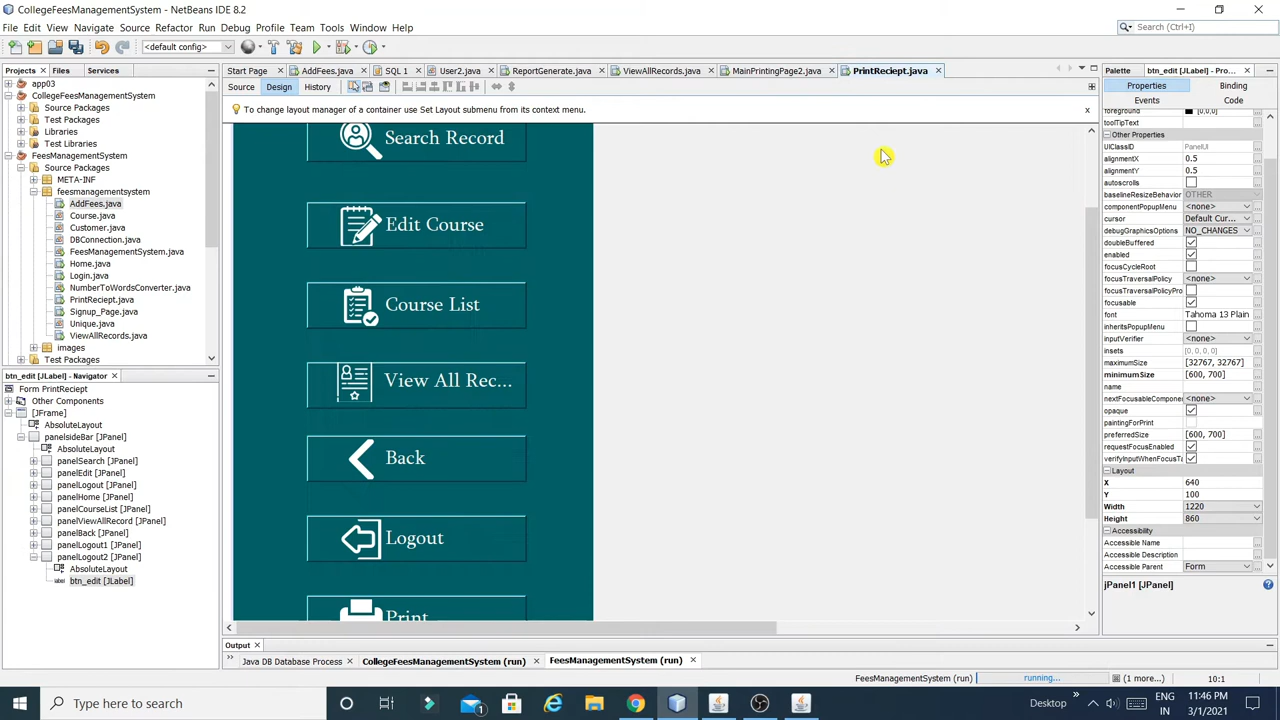 CollegeFeesManagementSystem - NetBeans IDE 8.2
File Edit View Navigate Source Refactor Run Debug Profile Team Tools Window Help
Search (Ctrl+I)
<default config>
Projects Files Services
Start Page AddFees.java SQL 1 User2.java ReportGenerate.java ViewAllRecords.java MainPrintingPage2.java PrintReciept.java
Source Design History
To change layout manager of a container use Set Layout submenu from its context menu.
app03
CollegeFeesManagementSystem
Source Packages
Test Packages
Libraries
Test Libraries
FeesManagementSystem
Source Packages
META-INF
feesmanagementsystem
AddFees.java
Course.java
Customer.java
DBConnection.java
FeesManagementSystem.java
Home.java
Login.java
NumberToWordsConverter.java
PrintReciept.java
Signup_Page.java
Unique.java
ViewAllRecords.java
images
Test Packages
btn_edit [JLabel] - Navigator
Form PrintReciept
Other Components
[JFrame]
AbsoluteLayout
panelsideBar [JPanel]
AbsoluteLayout
panelSearch [JPanel]
panelEdit [JPanel]
panelLogout [JPanel]
panelHome [JPanel]
panelCourseList [JPanel]
panelViewAllRecord [JPanel]
panelBack [JPanel]
panelLogout1 [JPanel]
panelLogout2 [JPanel]
AbsoluteLayout
btn_edit [JLabel]
Search Record
Edit Course
Course List
View All Rec...
Back
Logout
Print
Palette btn_edit [JLabel] - Pro...
Properties Binding
Events Code
foreground [0,0,0]
toolTipText
Other Properties
UIClassID PanelUI
alignmentX 0.5
alignmentY 0.5
autoscrolls
baselineResizeBehavior OTHER
componentPopupMenu <none>
cursor Default Cur...
debugGraphicsOptions NO_CHANGES
doubleBuffered
enabled
focusCycleRoot
focusTraversalPolicy <none>
focusTraversalPolicyPro
focusable
font Tahoma 13 Plain
inheritsPopupMenu
inputVerifier <none>
insets [0, 0, 0, 0]
maximumSize [32767, 32767]
minimumSize [600, 700]
name
nextFocusableComponen <none>
opaque
paintingForPrint
preferredSize [600, 700]
requestFocusEnabled
verifyInputWhenFocusTa
Layout
X 640
Y 100
Width 1220
Height 860
Accessibility
Accessible Name
Accessible Description
Accessible Parent Form
jPanel1 [JPanel]
Output
Java DB Database Process CollegeFeesManagementSystem (run) FeesManagementSystem (run)
FeesManagementSystem (run) running... (1 more...) 10:1
Type here to search
1
Desktop
ENG
IN
11:46 PM
3/1/2021